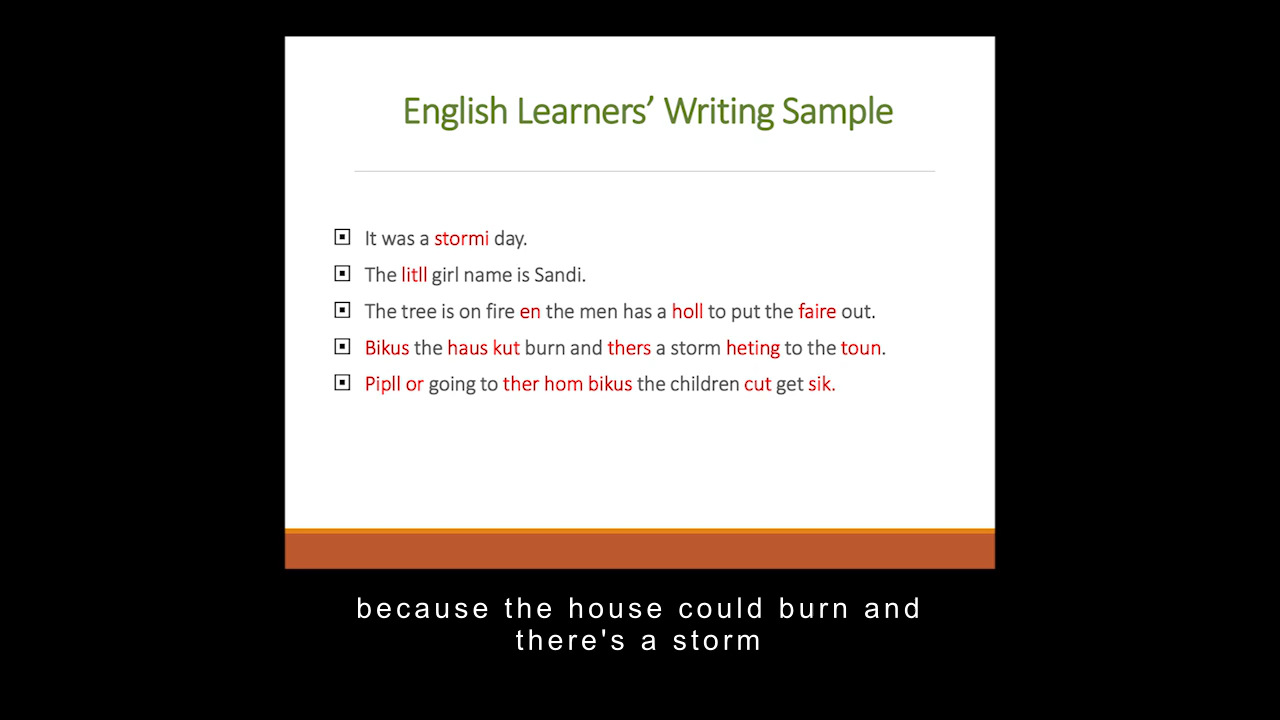 English Learners’ Writing Sample
It was a stormi day.
The litll girl name is Sandi.
The tree is on fire en the men has a holl to put the faire out.
Bikus the haus kut burn and thers a storm heting to the toun.
Pipll or going to ther hom bikus the children cut get sik.
because the house could burn and
there's a storm